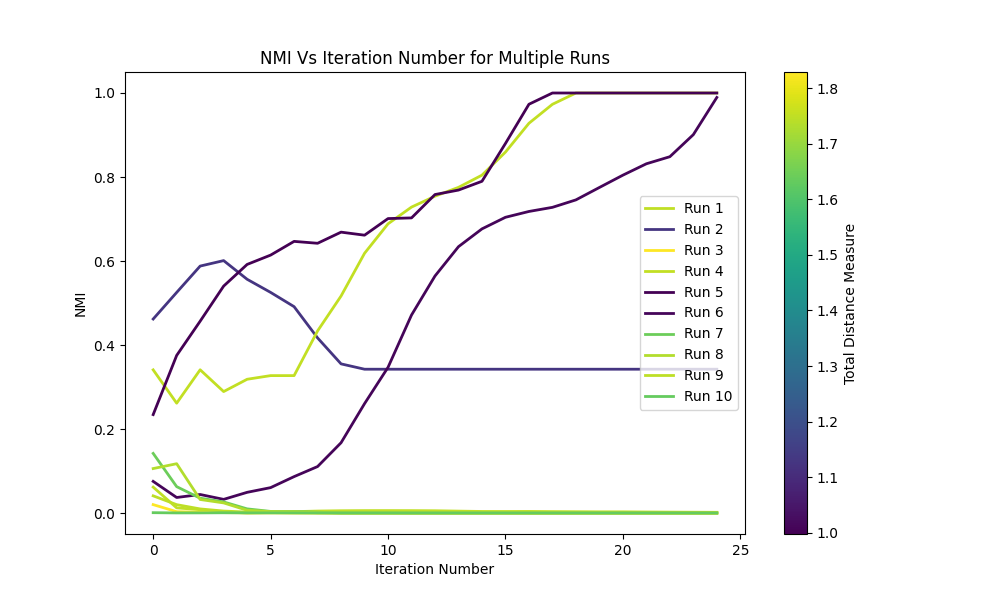 NMI Vs Iteration Number for Multiple Runs
NMI
1.0
0.8
0.6
0.4
0.2
0.0
0
5
10
15
20
25
Iteration Number
Run 1
Run 2
Run 3
Run 4
Run 5
Run 6
Run 7
Run 8
Run 9
Run 10
1.8
1.7
1.6
1.5
1.4
1.3
1.2
1.1
1.0
Total Distance Measure